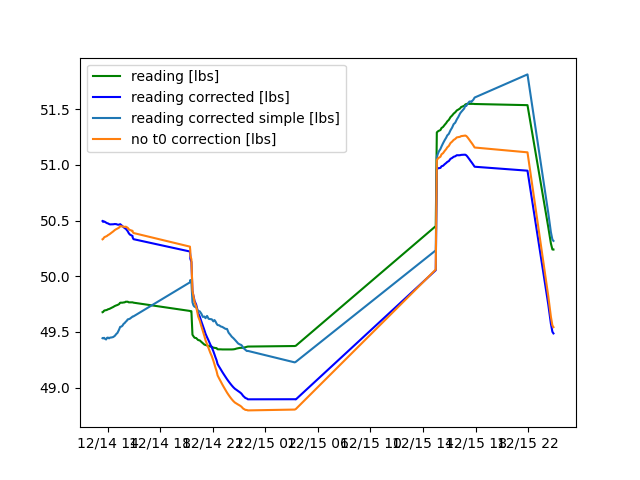 reading [lbs]
reading corrected [lbs]
reading corrected simple [lbs]
no t0 correction [lbs]
51.5
51.0
50.5
50.0
49.5
49.0
12/14 14 12/14 18 12/14 22 12/15 02 12/15 06 12/15 10 12/15 14 12/15 18 12/15 22